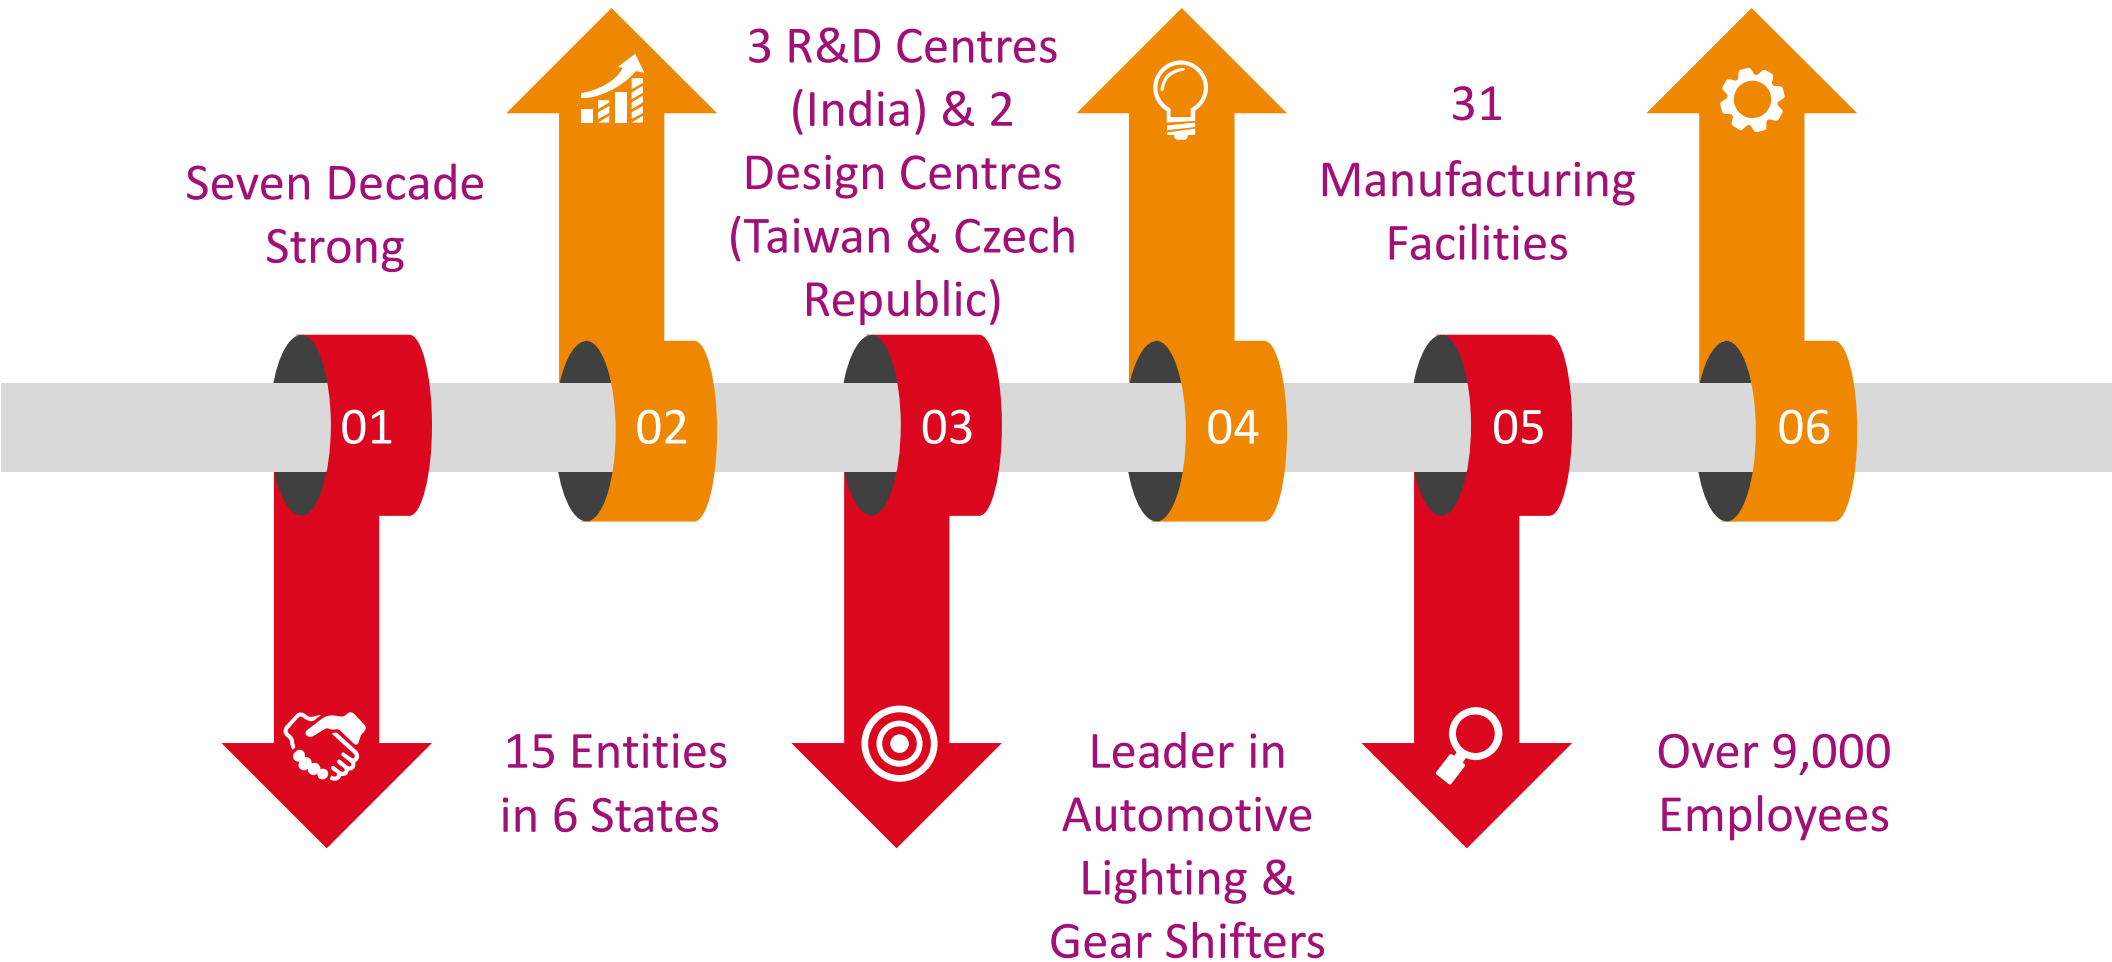 Seven Decade
Strong
01
02
15 Entities
in 6 States
3 R&D Centres
(India) & 2
Design Centres
(Taiwan & Czech
Republic)
03
04
Leader in
Automotive
Lighting &
Gear Shifters
31
Manufacturing
Facilities
05
06
Over 9,000
Employees